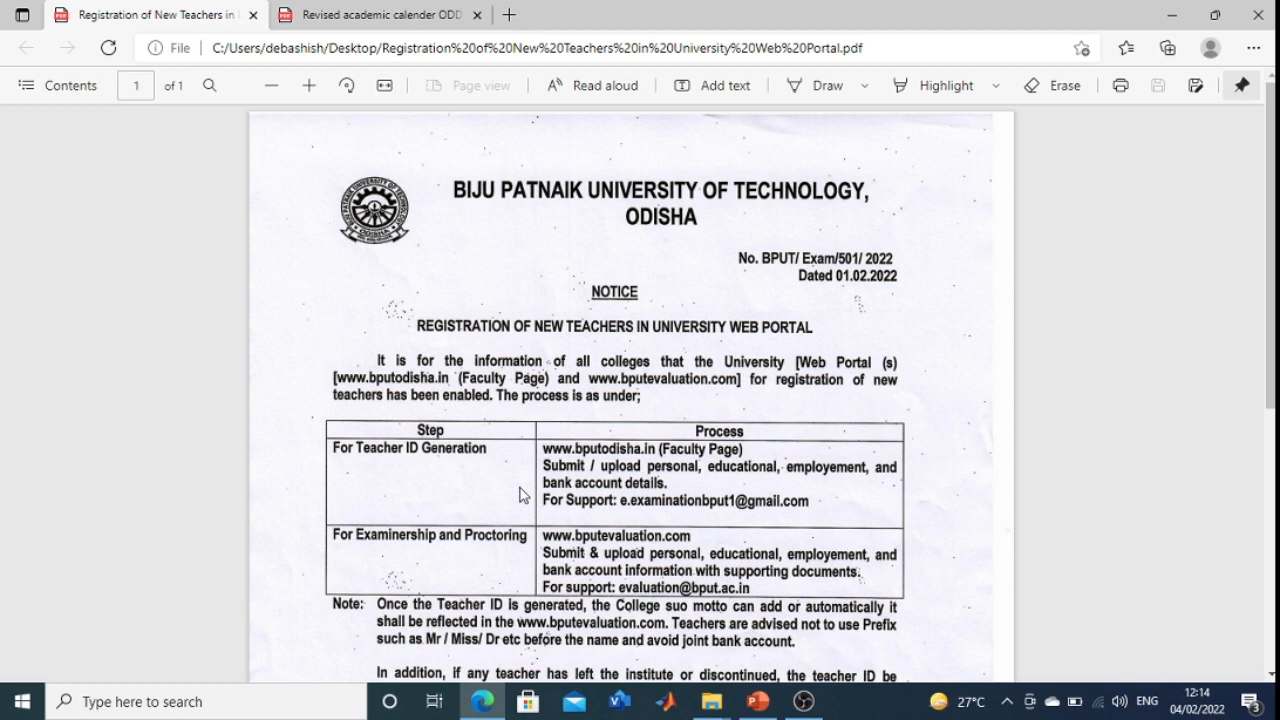 Registration of New Teachers in U
Revised academic calender ODD
File
C:/Users/debashish/Desktop/Registration%20of%20New%20Teachers%20in%20University%20Web%20Portal.pdf
Contents
1
of 1
Page view
Read aloud
Add text
Draw
Highlight
Erase
BIJU PATNAIK UNIVERSITY OF TECHNOLOGY,
ODISHA
No. BPUT/ Exam/501/ 2022
Dated 01.02.2022
NOTICE
REGISTRATION OF NEW TEACHERS IN UNIVERSITY WEB PORTAL
It is for the information of all colleges that the University [Web Portal (s)
[www.bputodisha.in (Faculty Page) and www.bputevaluation.com] for registration of new
teachers has been enabled. The process is as under;
Step
Process
For Teacher ID Generation
www.bputodisha.in (Faculty Page)
Submit / upload personal, educational, employement, and
bank account details.
For Support: e.examinationbput1@gmail.com
For Examinership and Proctoring
www.bputevaluation.com
Submit & upload personal, educational, employement, and
bank account information with supporting documents.
For support: evaluation@bput.ac.in
Note: Once the Teacher ID is generated, the College suo motto can add or automatically it
shall be reflected in the www.bputevaluation.com. Teachers are advised not to use Prefix
such as Mr / Miss/ Dr etc before the name and avoid joint bank account.
In addition, if any teacher has left the institute or discontinued, the teacher ID be
Type here to search
27°C
ENG
12:14
04/02/2022
3